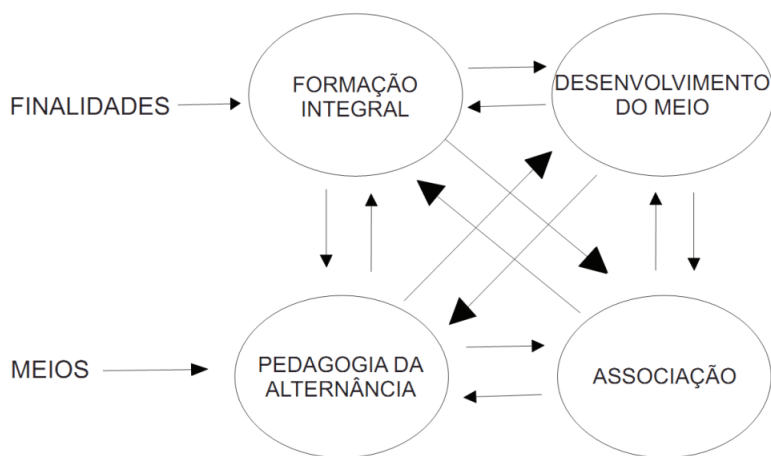 FINALIDADES
FORMAÇÃO
INTEGRAL
DESENVOLVIMENTO
DO MEIO
MEIOS
PEDAGOGIA DA
ALTERNÂNCIA
ASSOCIAÇÃO